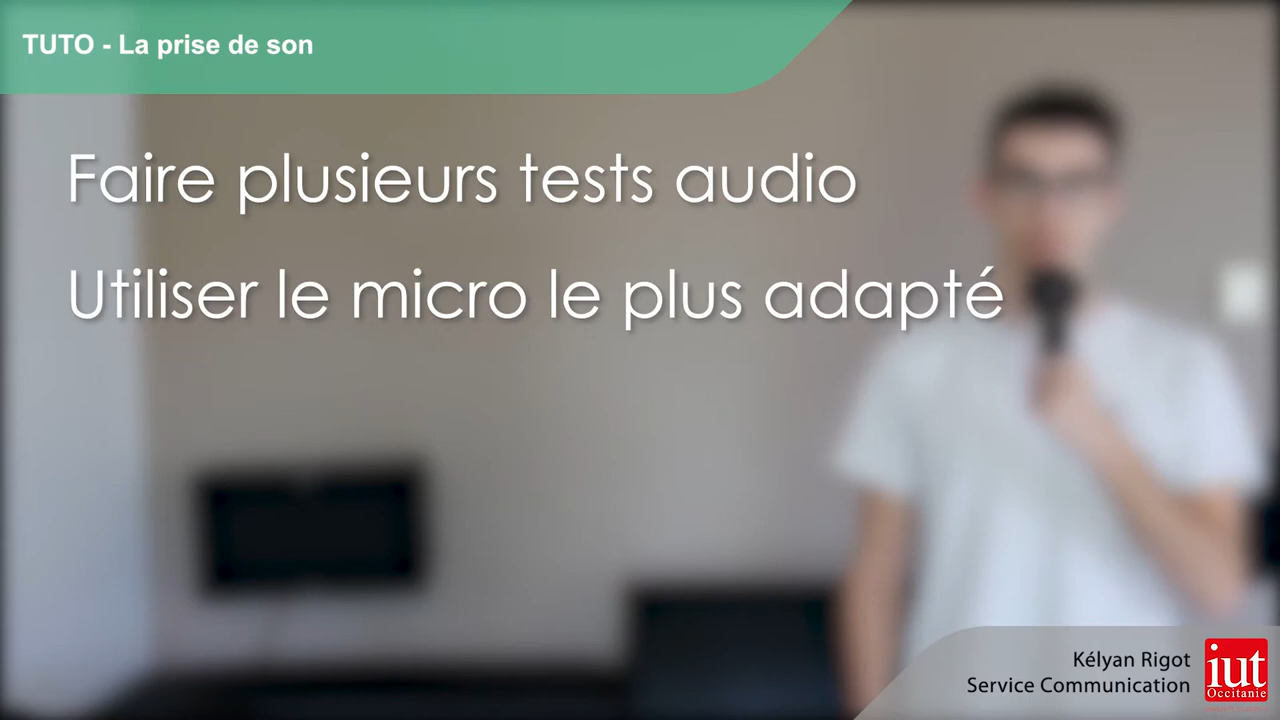 TUTO - La prise de son
Faire plusieurs tests audio
Utiliser le micro le plus adapté
Kélyan Rigot
Service Communication
iut
Occitanie